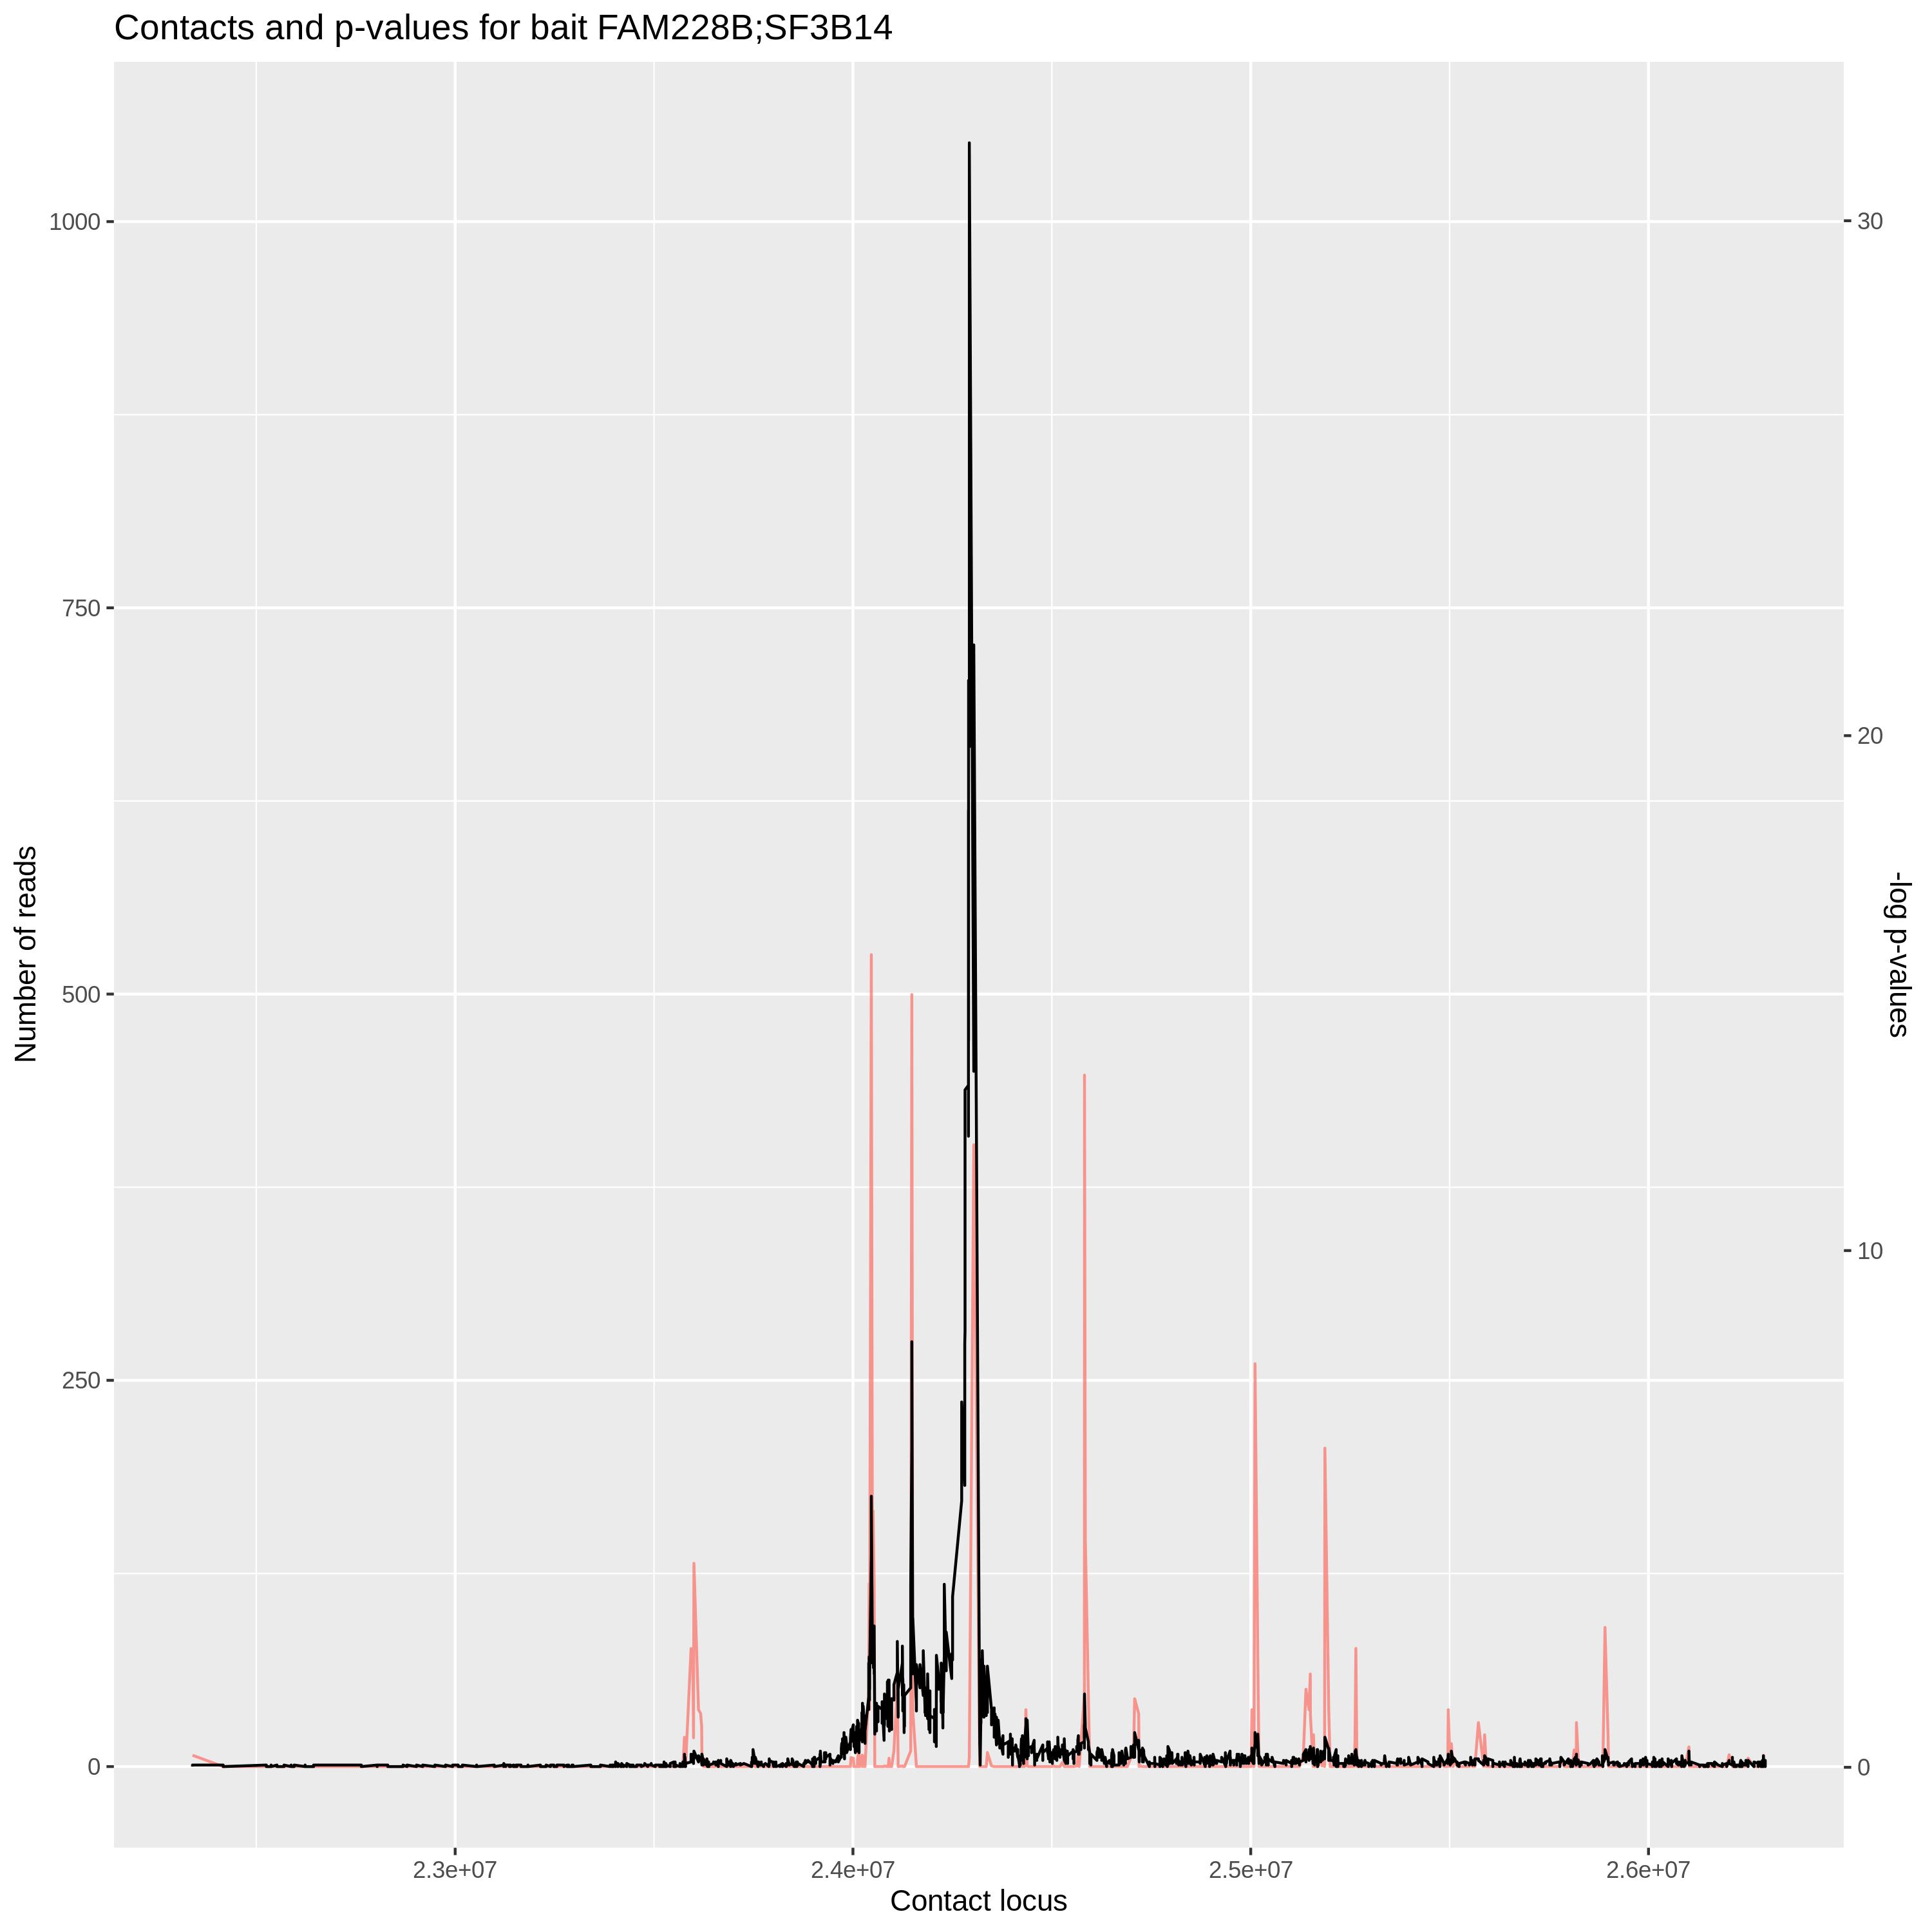 Contacts and p-values for bait FAM228B;SF3B14
1000
750
500
250
0
Number of reads
30
20
10
0
-log p-values
2.3e+07
2.4e+07
2.5e+07
2.6e+07
Contact locus